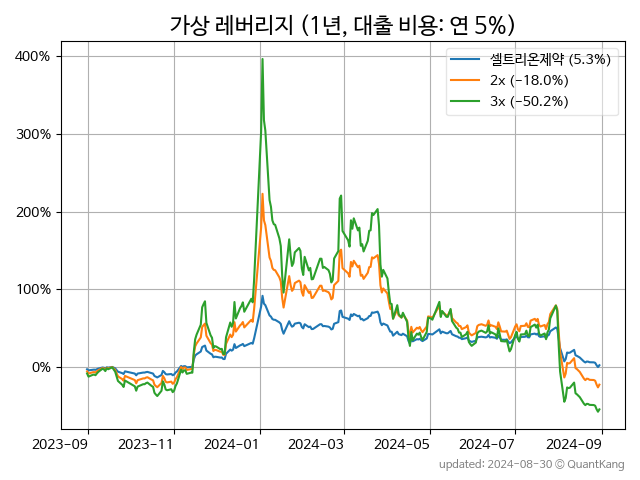 가상 레버리지 (1년, 대출 비용: 연 5%)
400%
300%
200%
100%
0%
셀트리온제약 (5.3%)
2x (-18.0%)
3x (-50.2%)
2023-09 2023-11 2024-01 2024-03 2024-05 2024-07 2024-09
updated: 2024-08-30 © QuantKang